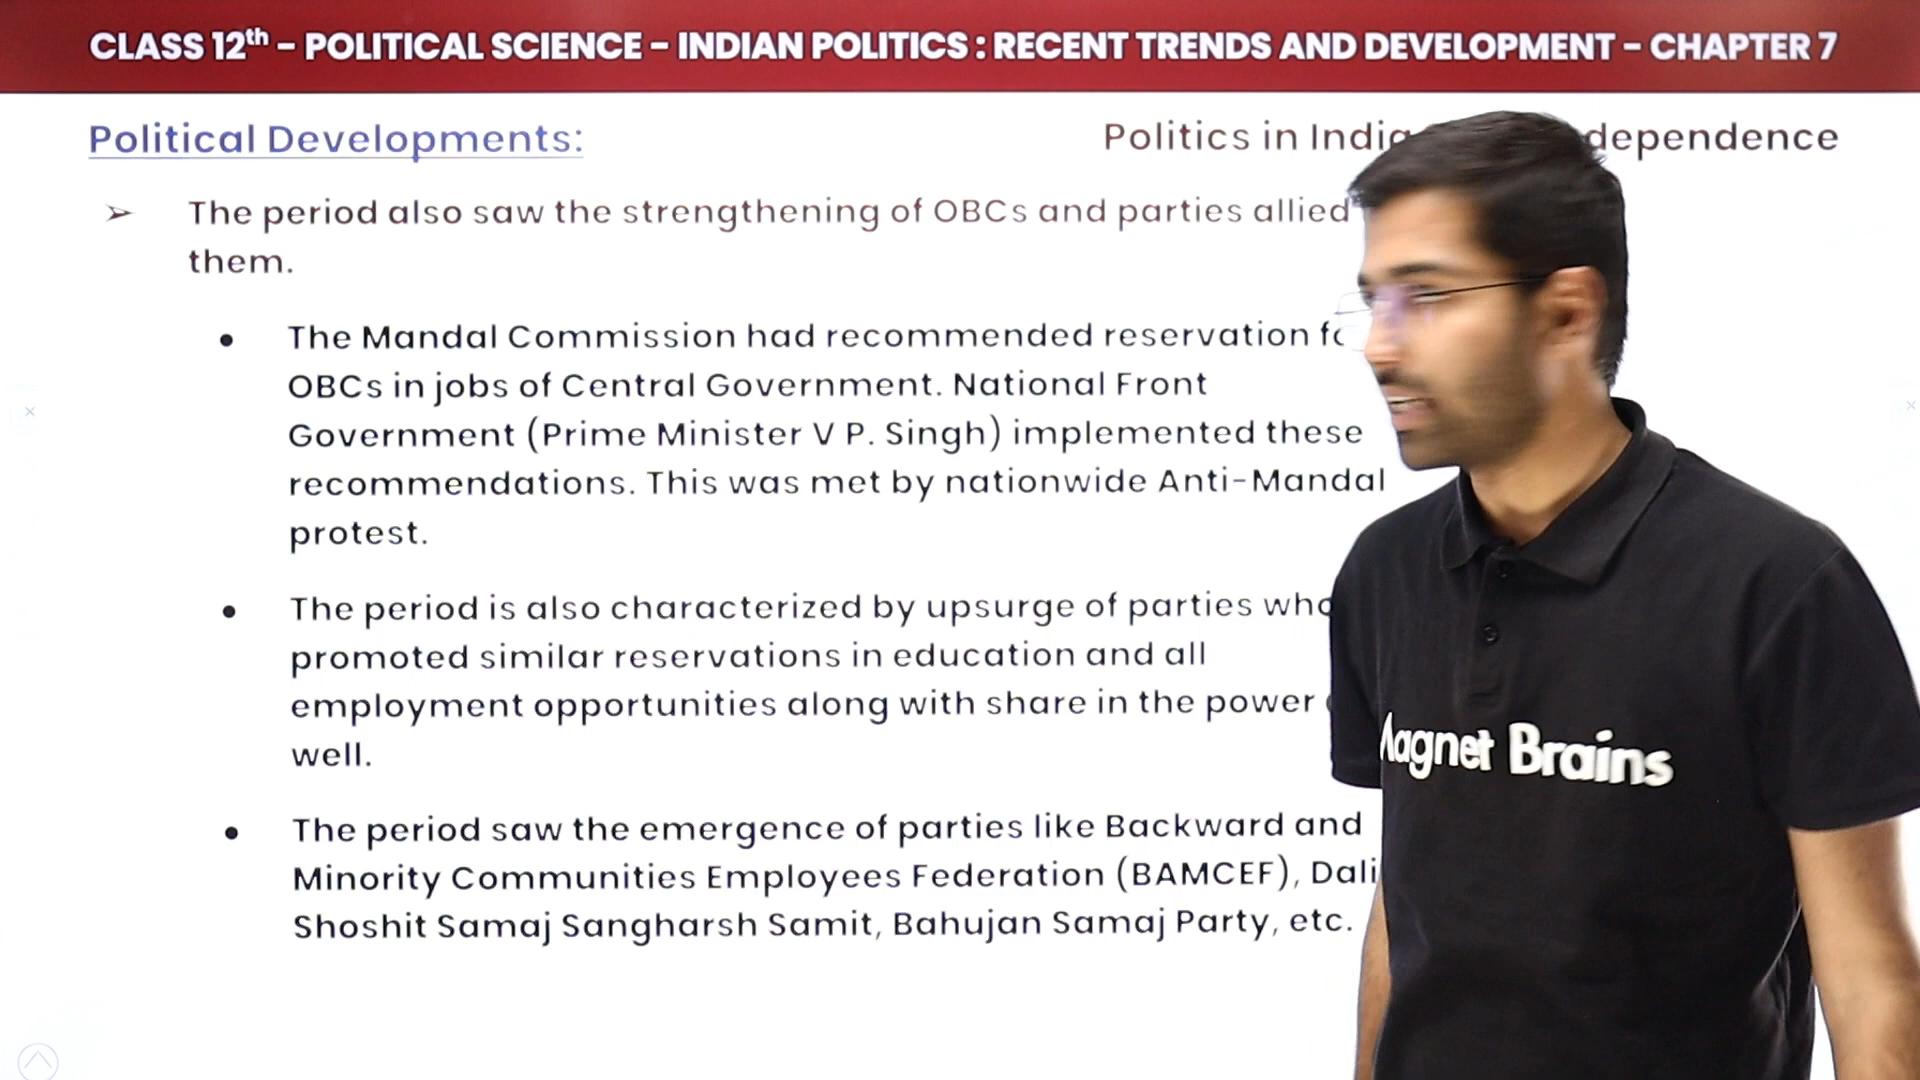 CLASS 12th – POLITICAL SCIENCE – INDIAN POLITICS : RECENT TRENDS AND DEVELOPMENT – CHAPTER 7
Political Developments:
Politics in India dependence
The period also saw the strengthening of OBCs and parties allied
them.
The Mandal Commission had recommended reservation
OBCs in jobs of Central Government. National Front
Government (Prime Minister V P. Singh) implemented these
recommendations. This was met by nationwide Anti-Mandal
protest.
The period is also characterized by upsurge of parties who
promoted similar reservations in education and all
employment opportunities along with share in the power
well.
The period saw the emergence of parties like Backward and
Minority Communities Employees Federation (BAMCEF), Dali
Shoshit Samaj Sangharsh Samit, Bahujan Samaj Party, etc.
Magnet Brains